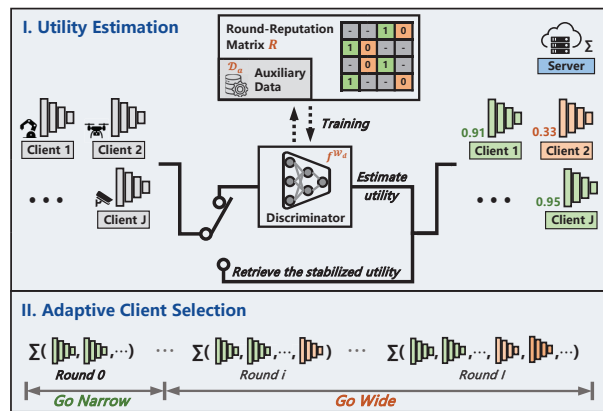 I. Utility Estimation
Round-Reputation
Matrix R
- - 1 0
1 0 - -
- 0 1 -
1 - - 0
𝒟a
Auxiliary
Data
Σ
Server
Training
Client 1
Client 2
f^{W_d}
Estimate
utility
0.91
0.33
Client 1
Client 2
...
Client J
Discriminator
...
0.95
Client J
Retrieve the stabilized utility
II. Adaptive Client Selection
Σ( , ,...) ... Σ( , ,..., ) ... Σ( , ,..., , ,...)
Round 0
Round i
Round I
Go Narrow
Go Wide